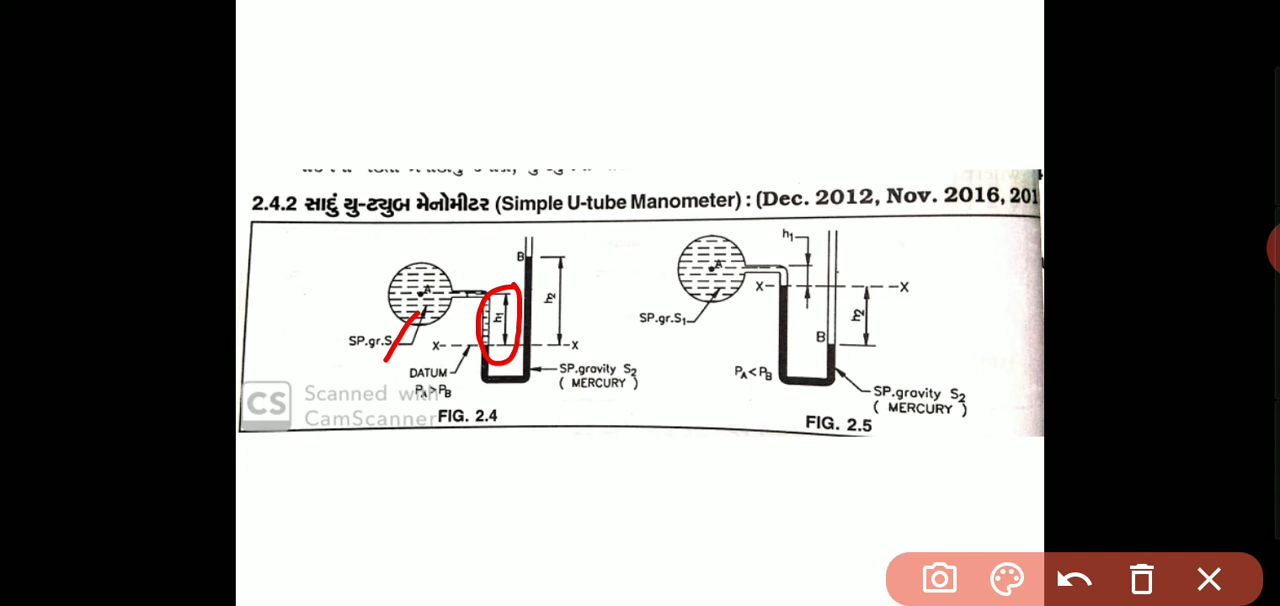 2.4.2 સાદું યુ-ટ્યુબ મેનોમીટર (Simple U-tube Manometer) : (Dec. 2012, Nov. 2016, 201
A
B
h1
h2
SP.gr.S
X-
-X
DATUM
PA>PB
SP.gravity S2
( MERCURY )
FIG. 2.4
h1
A
X-
-X
SP.gr.S1
h2
B
PA<PB
SP.gravity S2
( MERCURY )
FIG. 2.5
CS
Scanned with
CamScanner